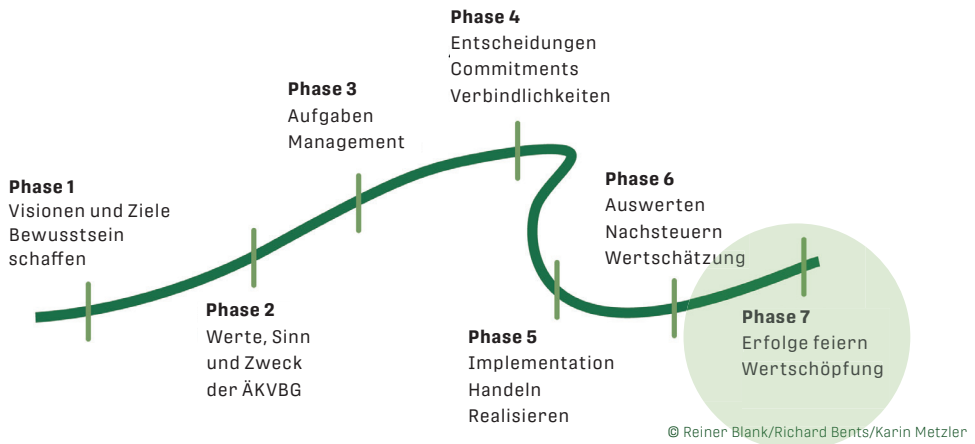 Phase 1
Visionen und Ziele
Bewusstsein
schaffen
Phase 2
Werte, Sinn
und Zweck
der ÄKVBG
Phase 3
Aufgaben
Management
Phase 4
Entscheidungen
Commitments
Verbindlichkeiten
Phase 5
Implementation
Handeln
Realisieren
Phase 6
Auswerten
Nachsteuern
Wertschätzung
Phase 7
Erfolge feiern
Wertschöpfung
© Reiner Blank/Richard Bents/Karin Metzler